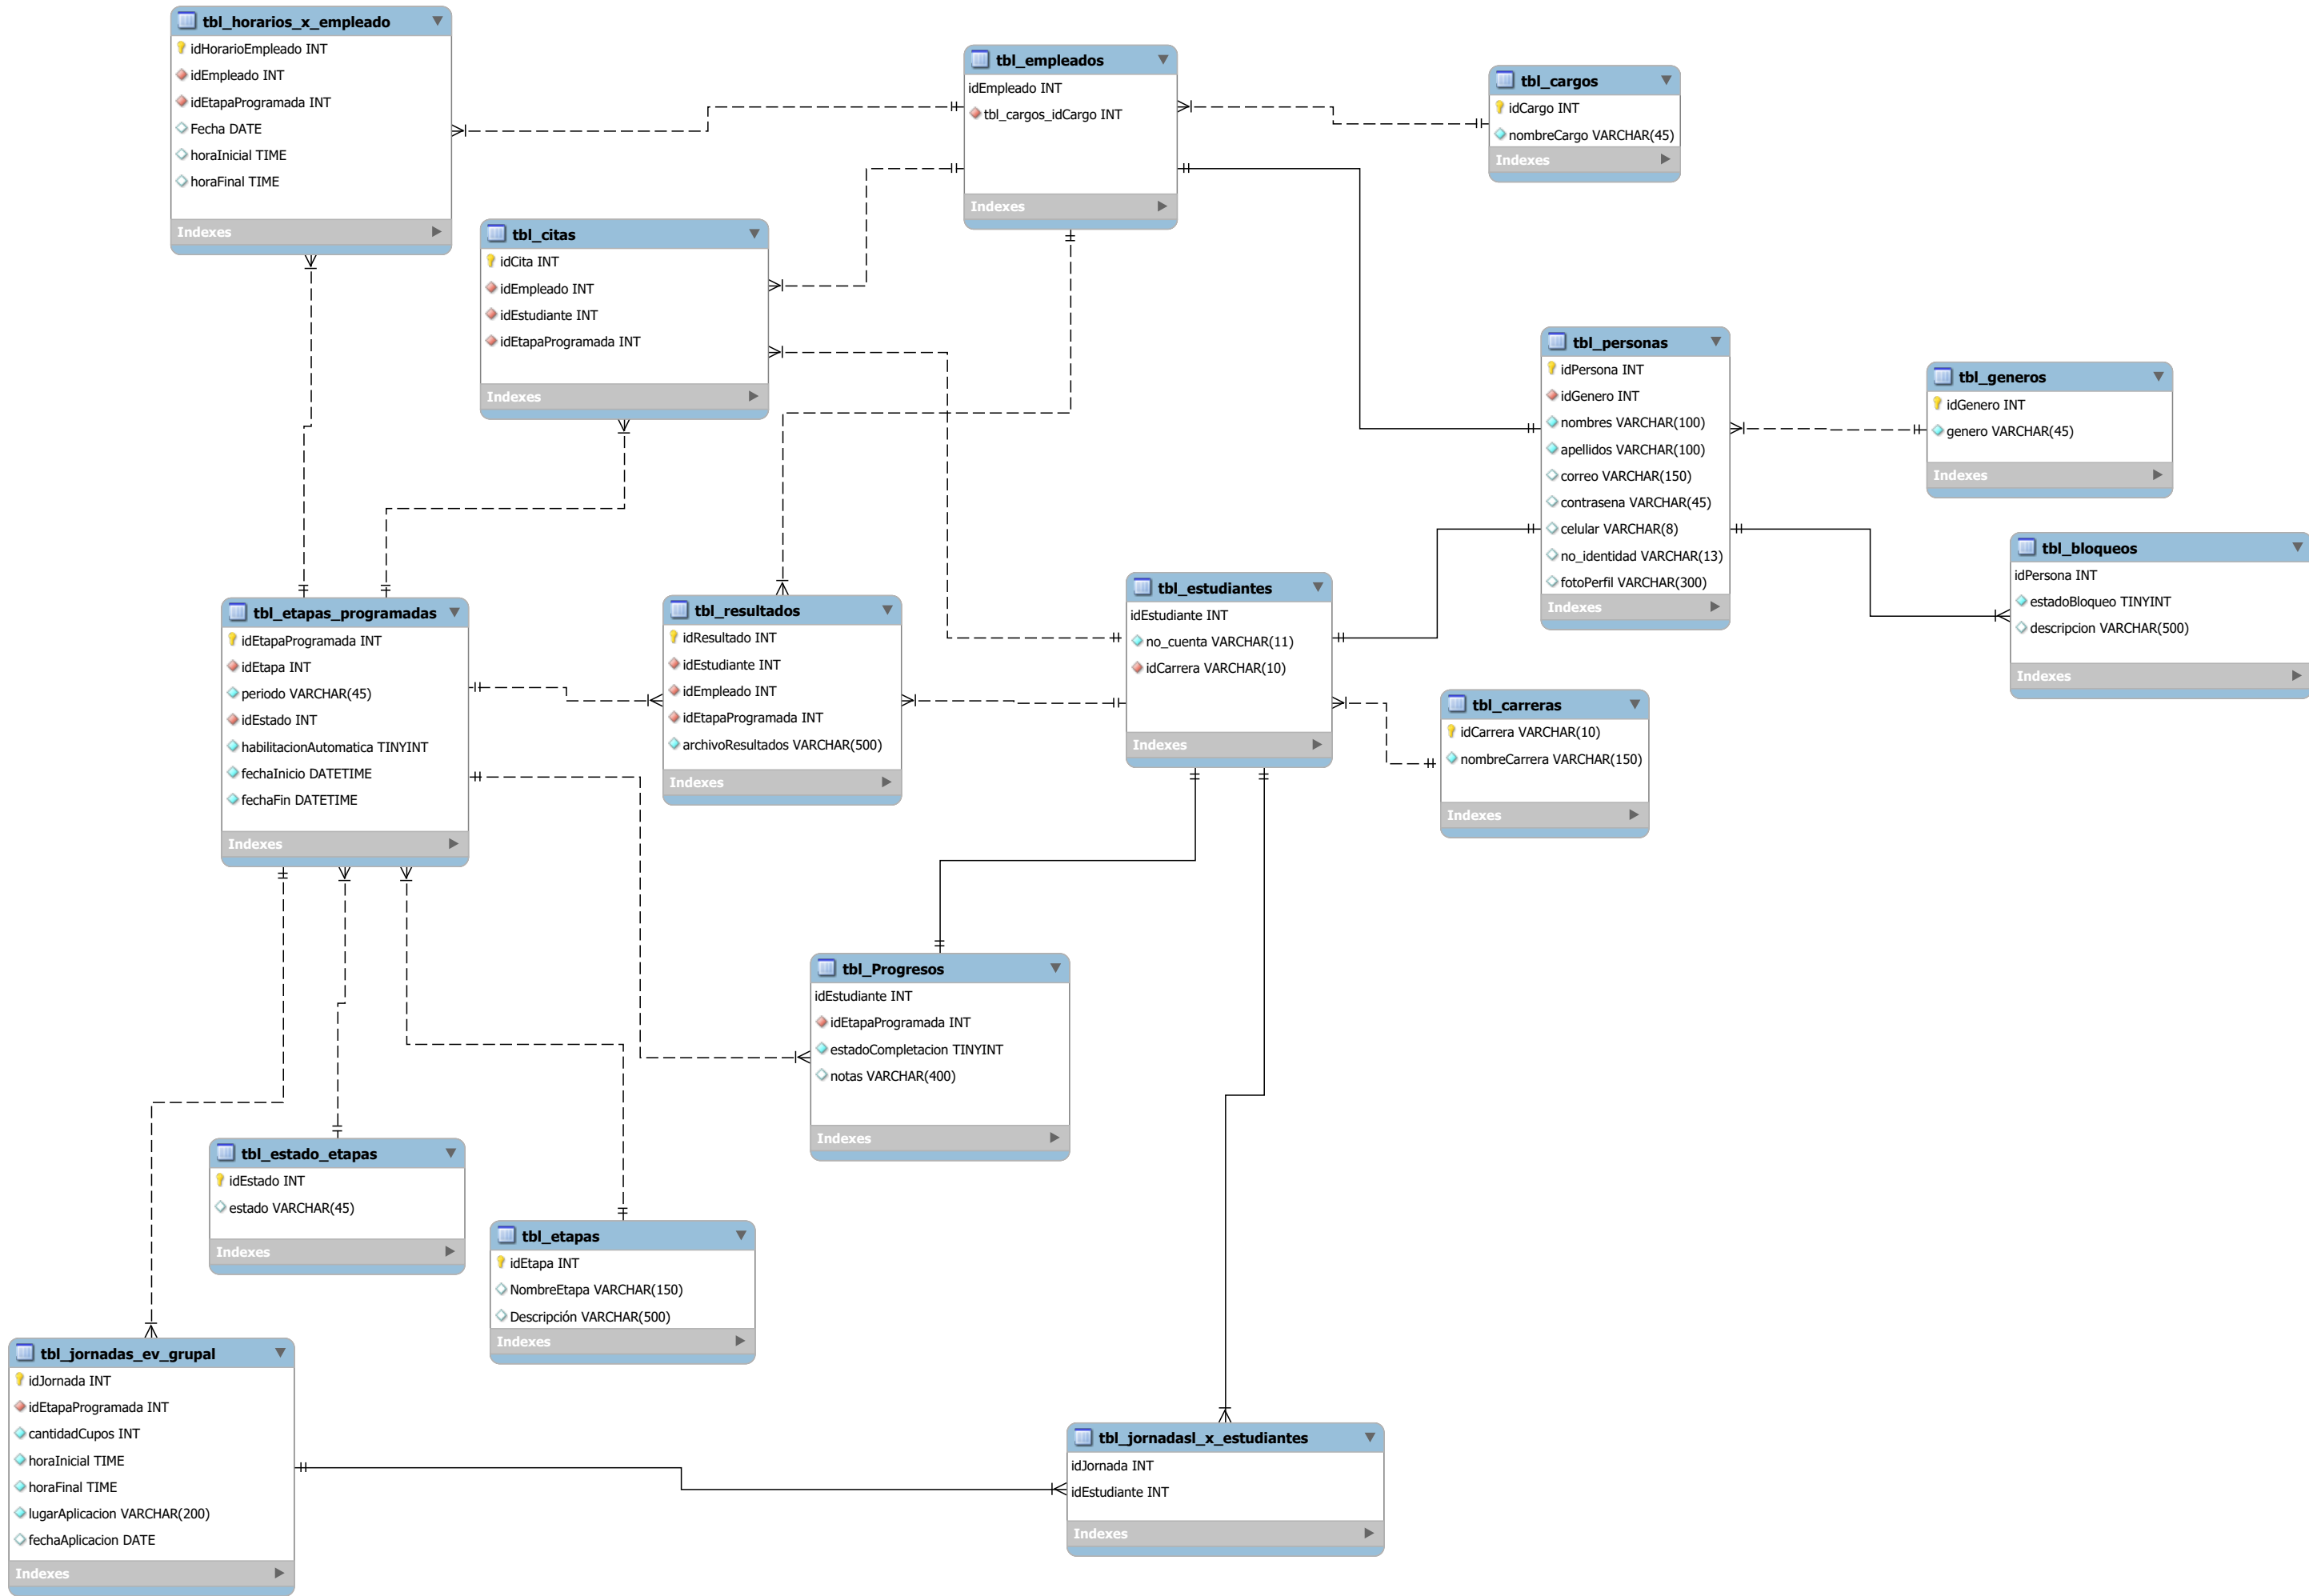 tbl_horarios_x_empleado
idHorarioEmpleado INT
idEmpleado INT
idEtapaProgramada INT
Fecha DATE
horaInicial TIME
horaFinal TIME
Indexes
tbl_empleados
idEmpleado INT
tbl_cargos_idCargo INT
Indexes
tbl_cargos
idCargo INT
nombreCargo VARCHAR(45)
Indexes
tbl_citas
idCita INT
idEmpleado INT
idEstudiante INT
idEtapaProgramada INT
Indexes
tbl_personas
idPersona INT
idGenero INT
nombres VARCHAR(100)
apellidos VARCHAR(100)
correo VARCHAR(150)
contrasena VARCHAR(45)
celular VARCHAR(8)
no_identidad VARCHAR(13)
fotoPerfil VARCHAR(300)
Indexes
tbl_generos
idGenero INT
genero VARCHAR(45)
Indexes
tbl_bloqueos
idPersona INT
estadoBloqueo TINYINT
descripcion VARCHAR(500)
Indexes
tbl_etapas_programadas
idEtapaProgramada INT
idEtapa INT
periodo VARCHAR(45)
idEstado INT
habilitacionAutomatica TINYINT
fechaInicio DATETIME
fechaFin DATETIME
Indexes
tbl_resultados
idResultado INT
idEstudiante INT
idEmpleado INT
idEtapaProgramada INT
archivoResultados VARCHAR(500)
Indexes
tbl_estudiantes
idEstudiante INT
no_cuenta VARCHAR(11)
idCarrera VARCHAR(10)
Indexes
tbl_carreras
idCarrera VARCHAR(10)
nombreCarrera VARCHAR(150)
Indexes
tbl_Progresos
idEstudiante INT
idEtapaProgramada INT
estadoCompletacion TINYINT
notas VARCHAR(400)
Indexes
tbl_estado_etapas
idEstado INT
estado VARCHAR(45)
Indexes
tbl_etapas
idEtapa INT
NombreEtapa VARCHAR(150)
Descripción VARCHAR(500)
Indexes
tbl_jornadas_ev_grupal
idJornada INT
idEtapaProgramada INT
cantidadCupos INT
horaInicial TIME
horaFinal TIME
lugarAplicacion VARCHAR(200)
fechaAplicacion DATE
Indexes
tbl_jornadasl_x_estudiantes
idJornada INT
idEstudiante INT
Indexes